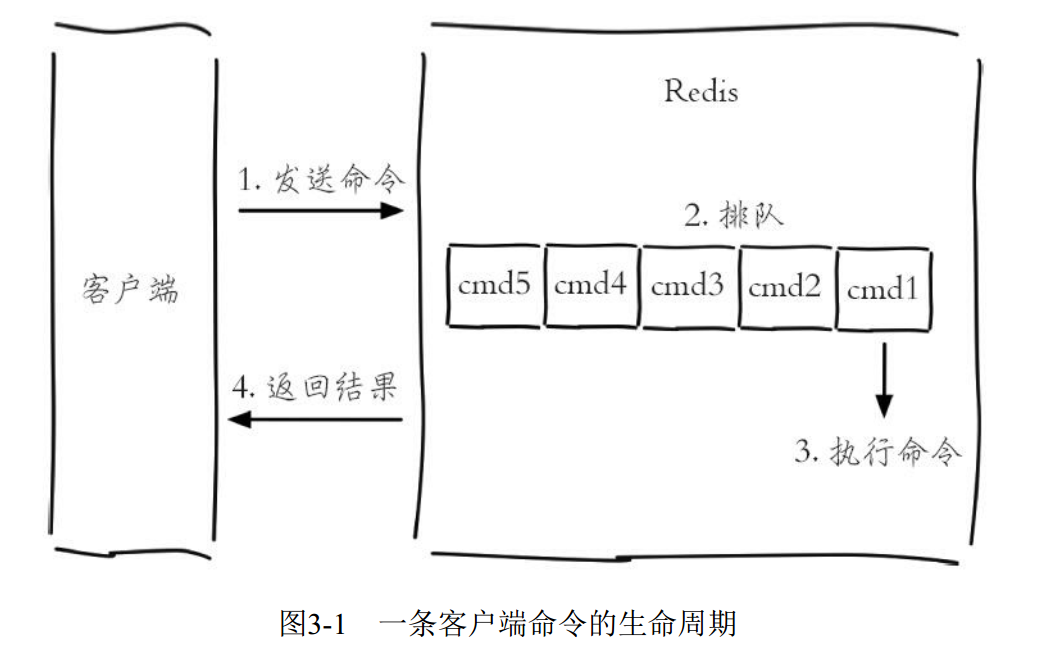 Redis
1. 发送命令
2. 排队
客户端
cmd5 cmd4 cmd3 cmd2 cmd1
4. 返回结果
3. 执行命令
图3-1 一条客户端命令的生命周期